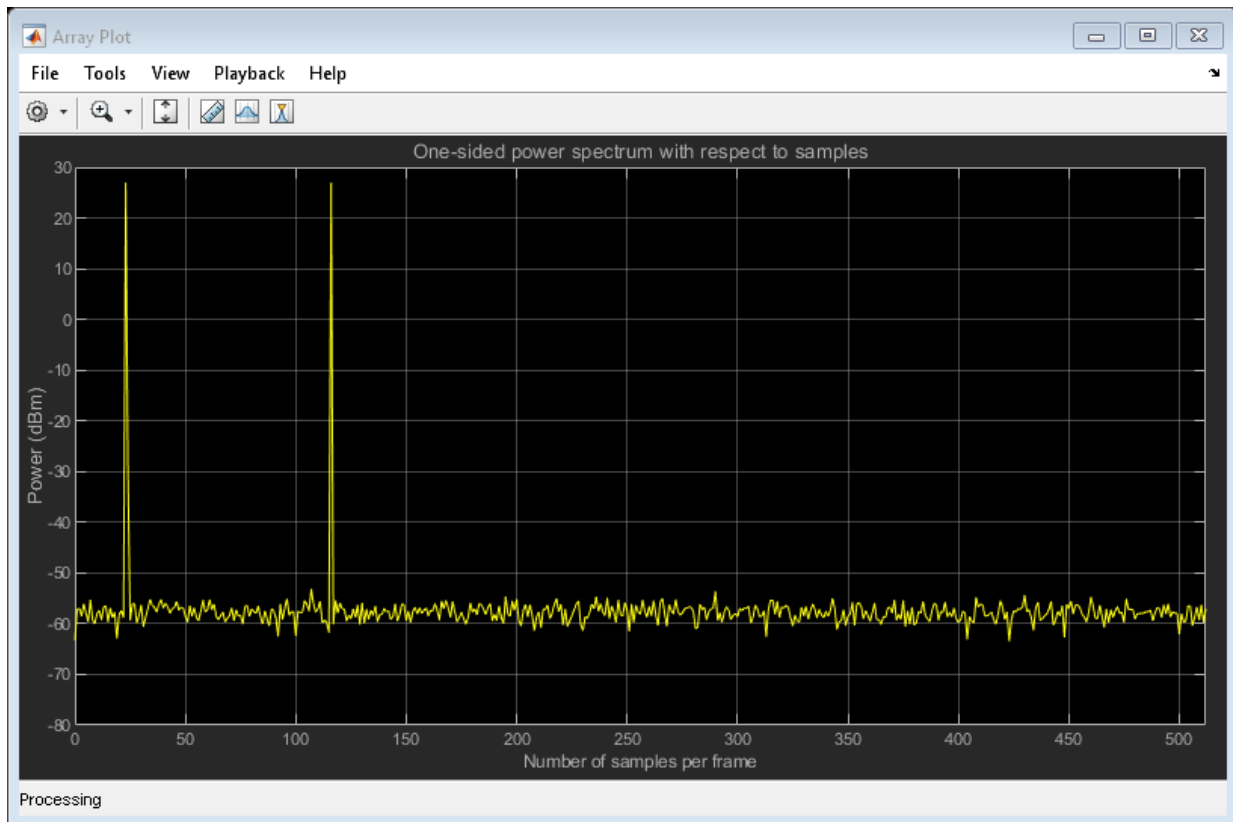 Array Plot
File Tools View Playback Help
One-sided power spectrum with respect to samples
30
20
10
0
-10
-20
-30
-40
-50
-60
-70
-80
Power (dBm)
0 50 100 150 200 250 300 350 400 450 500
Number of samples per frame
Processing